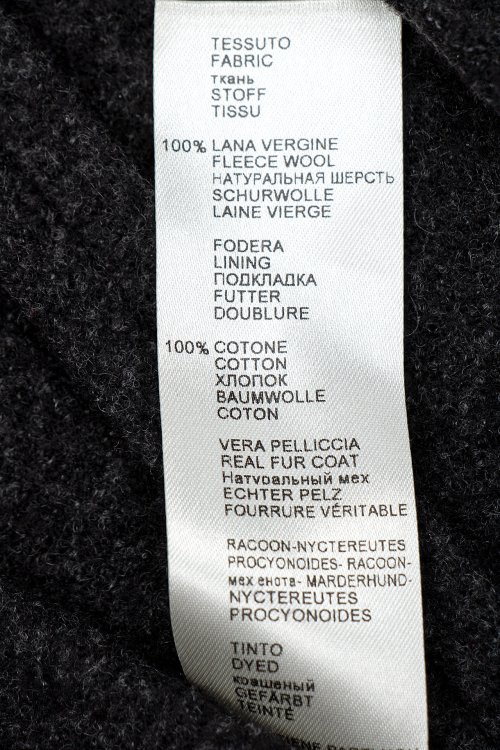 TESSUTO
FABRIC
ткань
STOFF
TISSU
100% LANA VERGINE
FLEECE WOOL
НАТУРАЛЬНАЯ ШЕРСТЬ
SCHURWOLLE
LAINE VIERGE
FODERA
LINING
ПОДКЛАДКА
FUTTER
DOUBLURE
100% COTONE
COTTON
ХЛОПОК
BAUMWOLLE
COTON
VERA PELLICCIA
REAL FUR COAT
Натуральный мех
ECHTER PELZ
FOURRURE VÉRITABLE
RACOON-NYCTEREUTES
PROCYONOIDES- RACOON-
мех енота- MARDERHUND-
NYCTEREUTES
PROCYONOIDES
TINTO
DYED
крашеный
GEFÄRBT
TEINTÉ